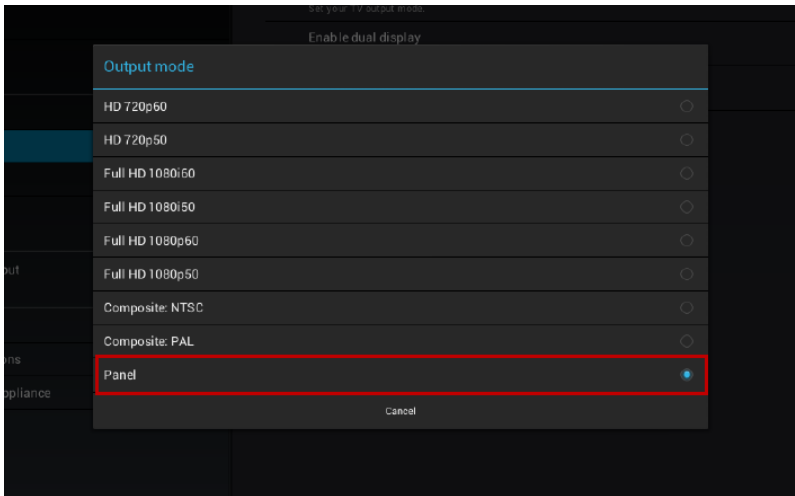 Set your TV output mode.
Enable dual display
Output mode
HD 720p60
HD 720p50
Full HD 1080i60
Full HD 1080i50
Full HD 1080p60
Full HD 1080p50
Composite: NTSC
Composite: PAL
Panel
Cancel